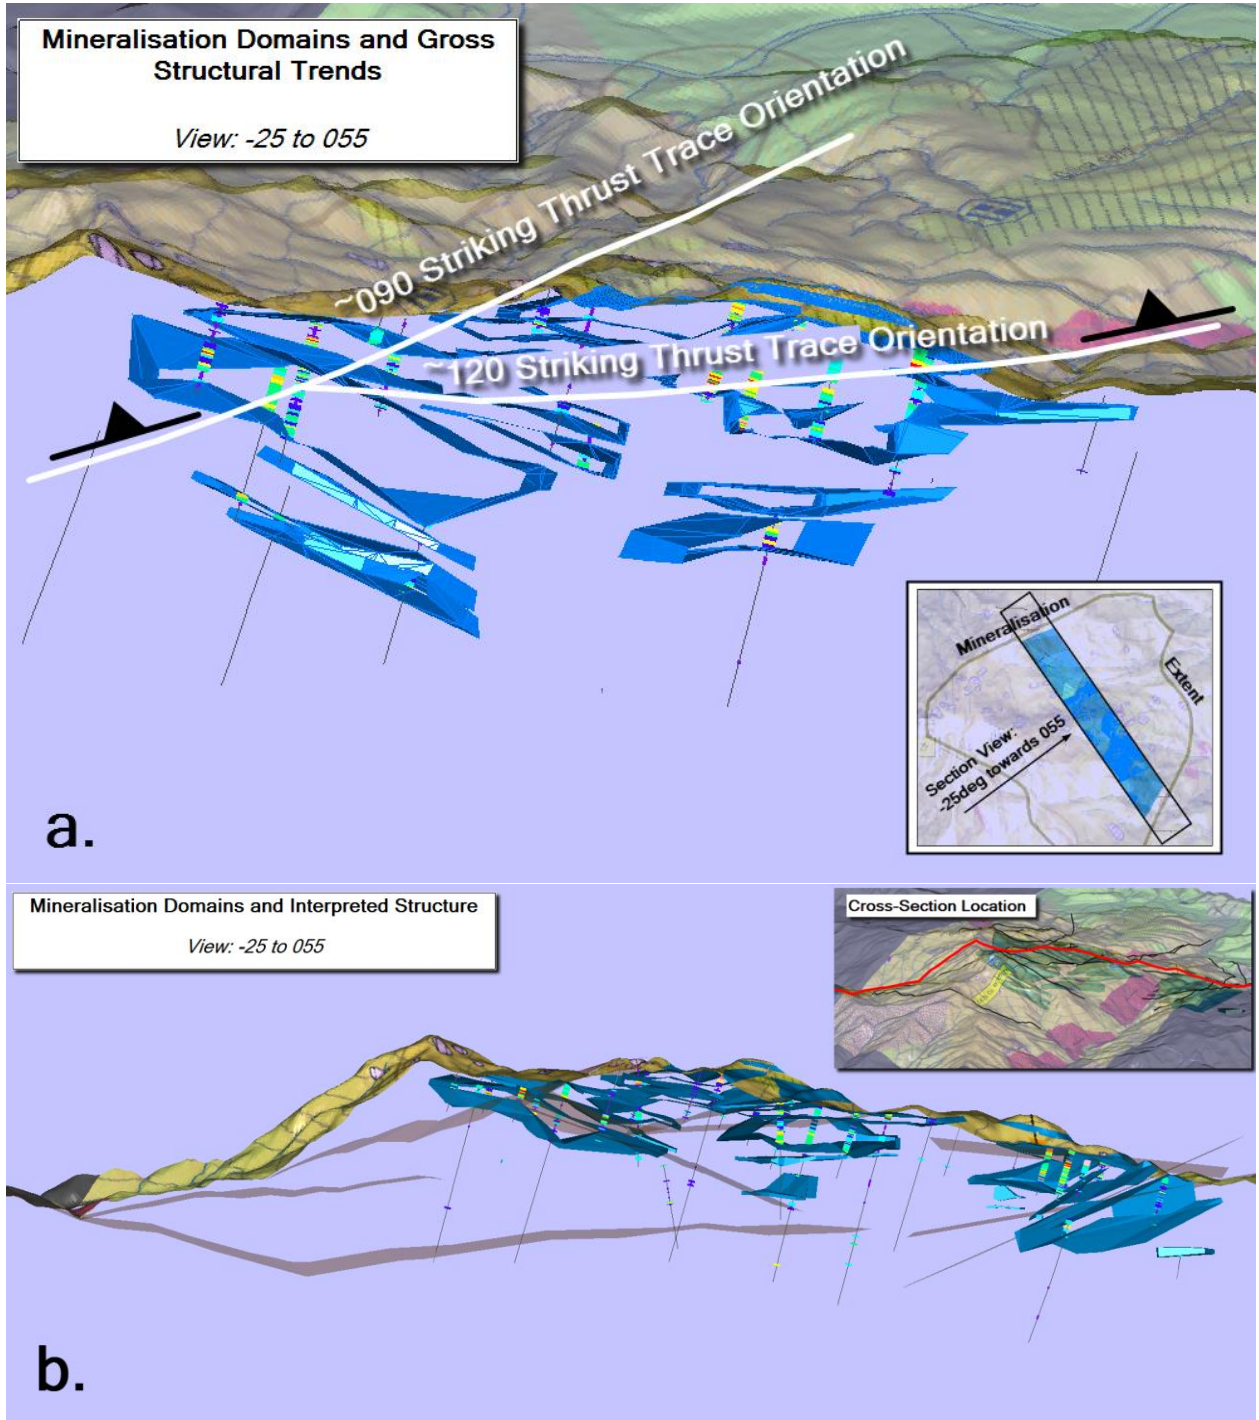 Mineralisation Domains and Gross
Structural Trends
View: -25 to 055
~090 Striking Thrust Trace Orientation
~120 Striking Thrust Trace Orientation
Mineralisation
Extent
Section View:
-25deg towards 055
a.
Mineralisation Domains and Interpreted Structure
View: -25 to 055
Cross-Section Location
b.